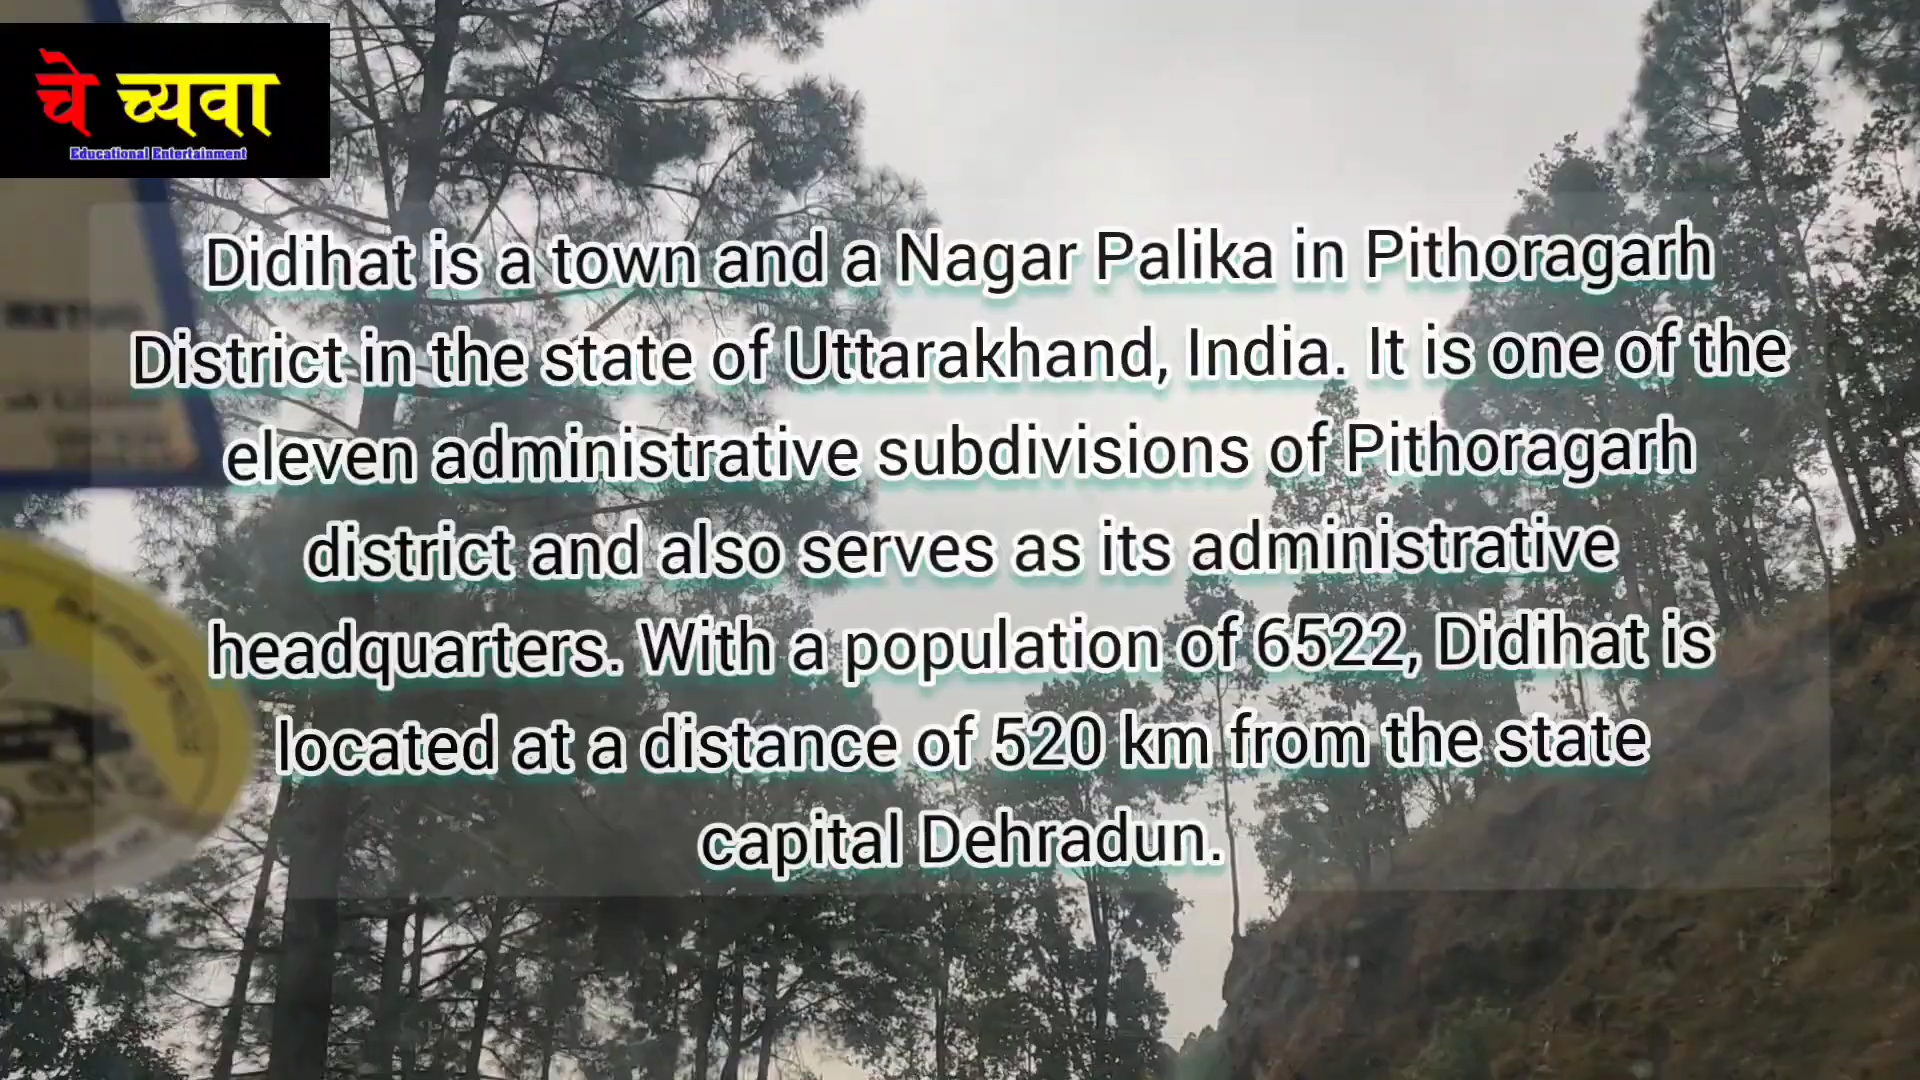 चे च्यवा
Educational Entertainment
Didihat is a town and a Nagar Palika in Pithoragarh
District in the state of Uttarakhand, India. It is one of the
eleven administrative subdivisions of Pithoragarh
district and also serves as its administrative
headquarters. With a population of 6522, Didihat is
located at a distance of 520 km from the state
capital Dehradun.